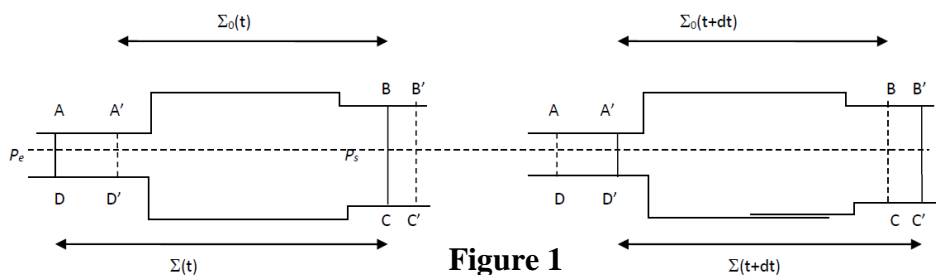 Σ₀(t) Σ₀(t+dt)
B B′ B B′
A A′ A A′
Pₑ Pₛ
D D′ D D′
C C′ C C′
Σ(t) Figure 1 Σ(t+dt)